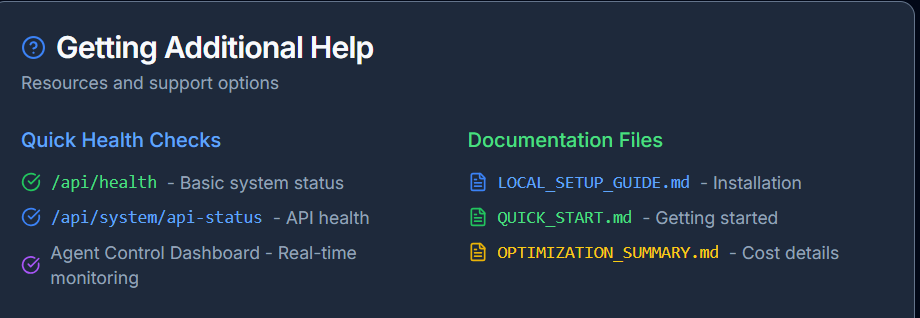 Getting Additional Help
Resources and support options
Quick Health Checks
/api/health - Basic system status
/api/system/api-status - API health
Agent Control Dashboard - Real-time
monitoring
Documentation Files
LOCAL_SETUP_GUIDE.md - Installation
QUICK_START.md - Getting started
OPTIMIZATION_SUMMARY.md - Cost details